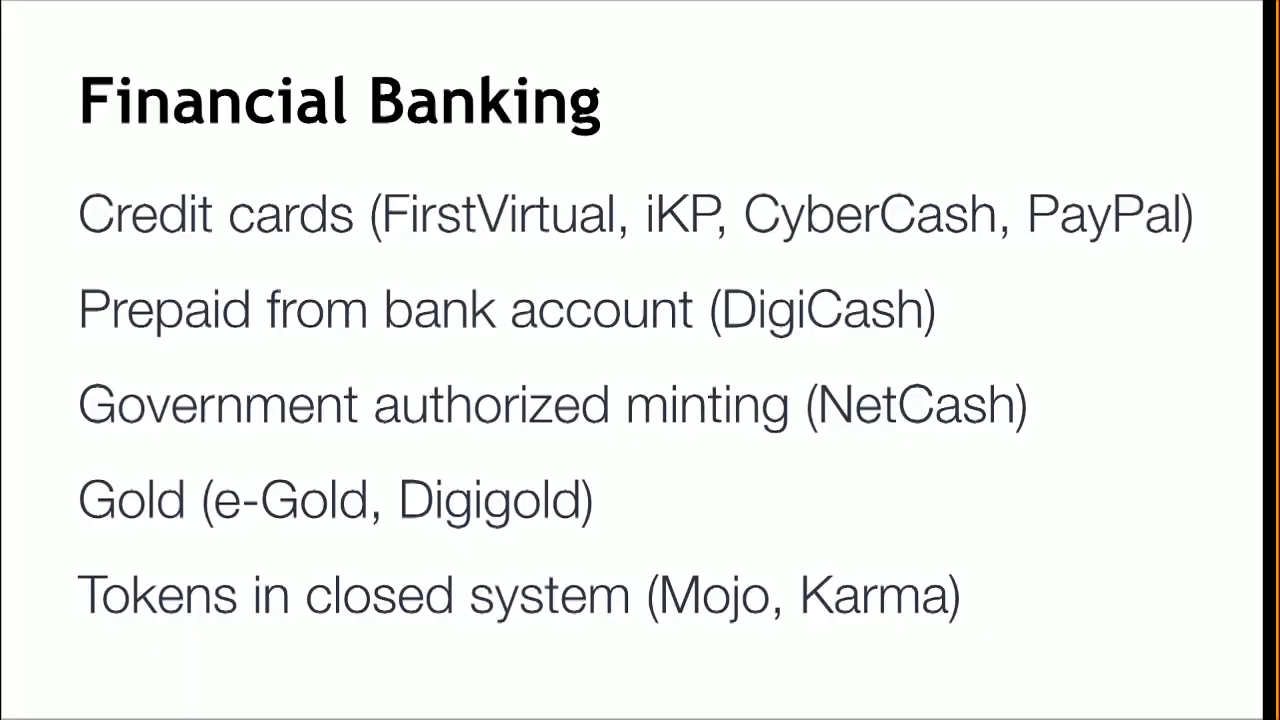 Financial Banking
Credit cards (FirstVirtual, iKP, CyberCash, PayPal)
Prepaid from bank account (DigiCash)
Government authorized minting (NetCash)
Gold (e-Gold, Digigold)
Tokens in closed system (Mojo, Karma)